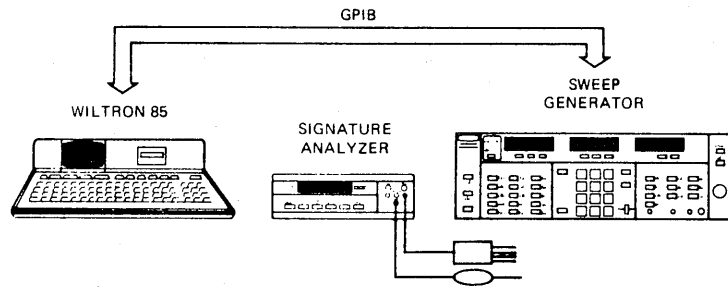 GPIB
WILTRON 85
SIGNATURE
ANALYZER
SWEEP
GENERATOR